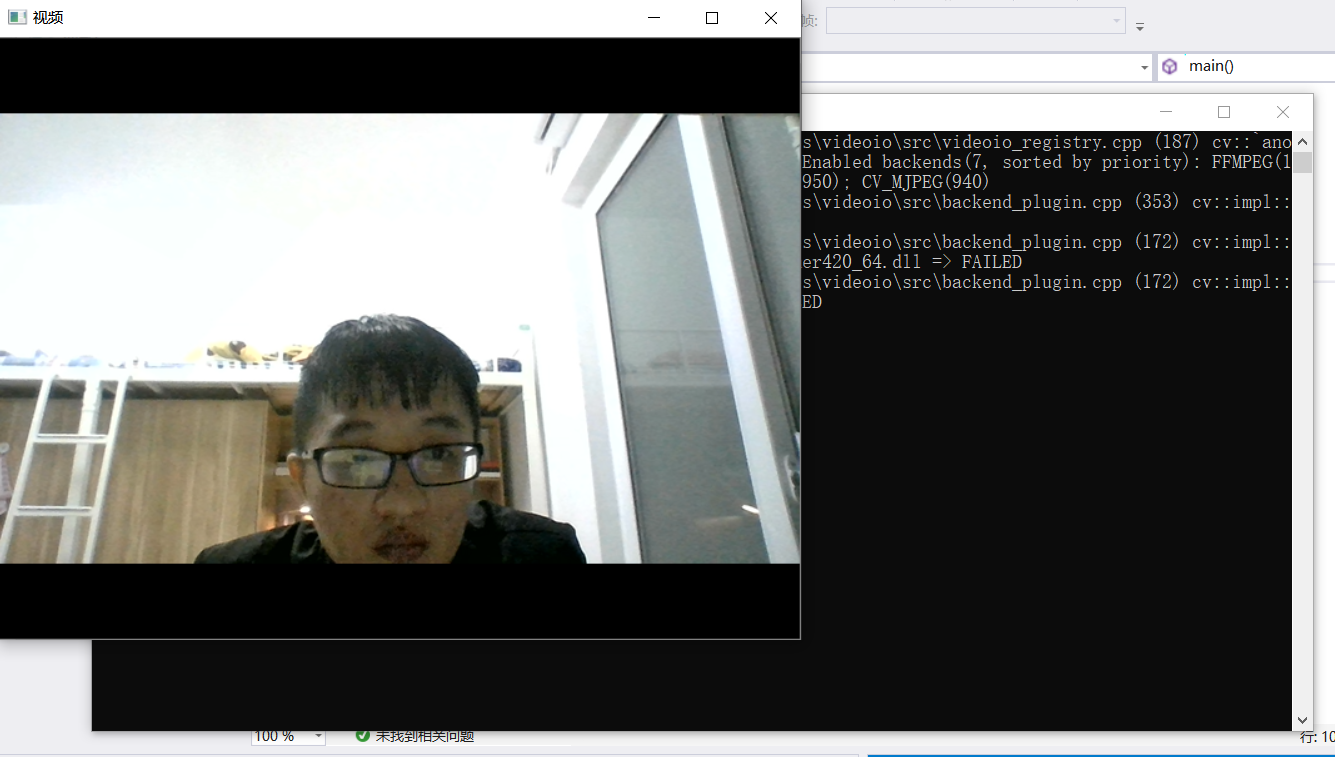 视频
帧:
main()
s\videoio\src\videoio_registry.cpp (187) cv::`ano
Enabled backends(7, sorted by priority): FFMPEG(1
950); CV_MJPEG(940)
s\videoio\src\backend_plugin.cpp (353) cv::impl::
s\videoio\src\backend_plugin.cpp (172) cv::impl::
er420_64.dll => FAILED
s\videoio\src\backend_plugin.cpp (172) cv::impl::
ED
100 %
未找到相关问题
行: 10